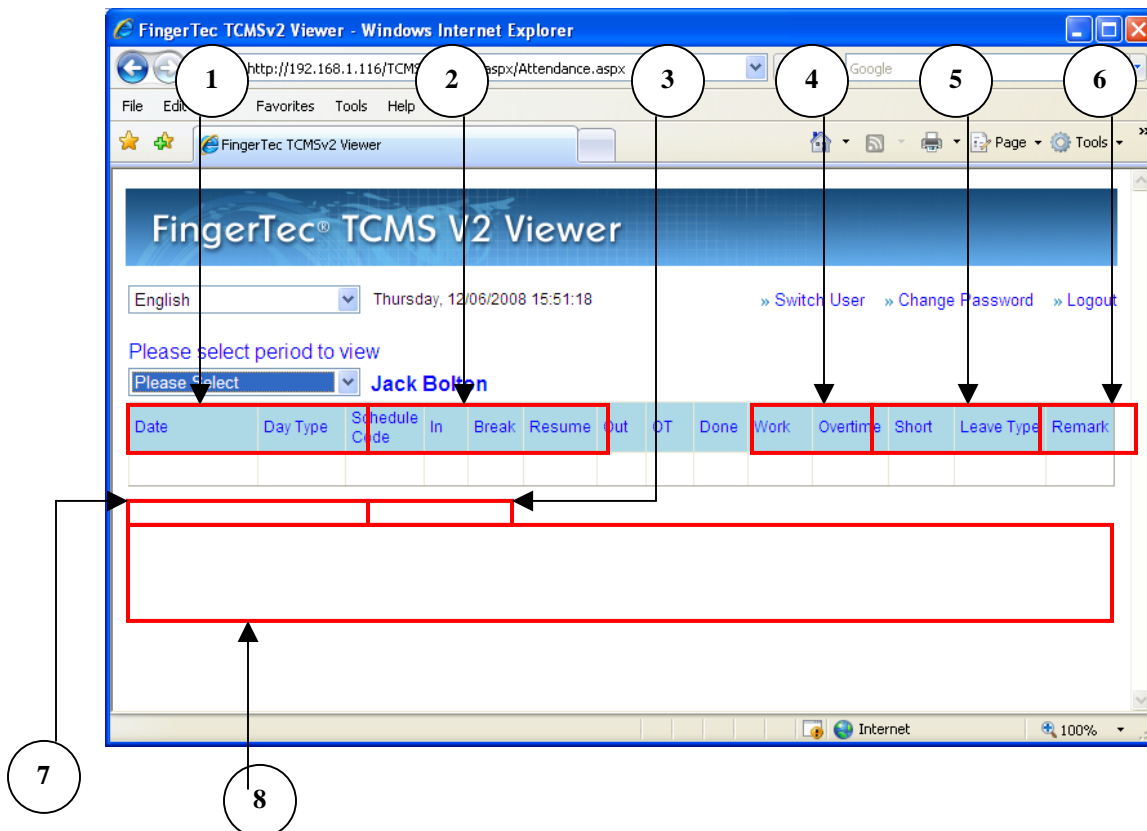 FingerTec TCMSv2 Viewer - Windows Internet Explorer
1 2 3 4 5 6
http://192.168.1.116/TCMS aspx/Attendance.aspx Google
File Edit Favorites Tools Help
FingerTec TCMSv2 Viewer Page Tools »
FingerTec® TCMS V2 Viewer
English Thursday, 12/06/2008 15:51:18 » Switch User » Change Password » Logout
Please select period to view
Please Select Jack Bolton
Date Day Type Schedule Code In Break Resume Out OT Done Work Overtime Short Leave Type Remark
Internet 100%
7
8